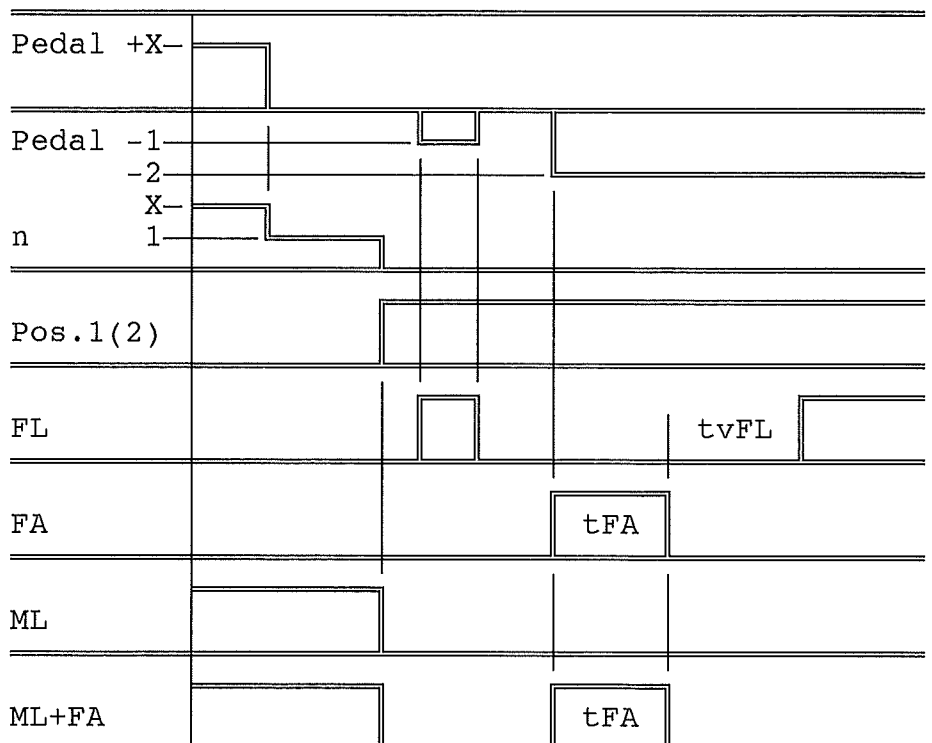 Pedal +X
Pedal -1
-2
X
n 1
Pos.1(2)
FL tvFL
FA tFA
ML
ML+FA tFA